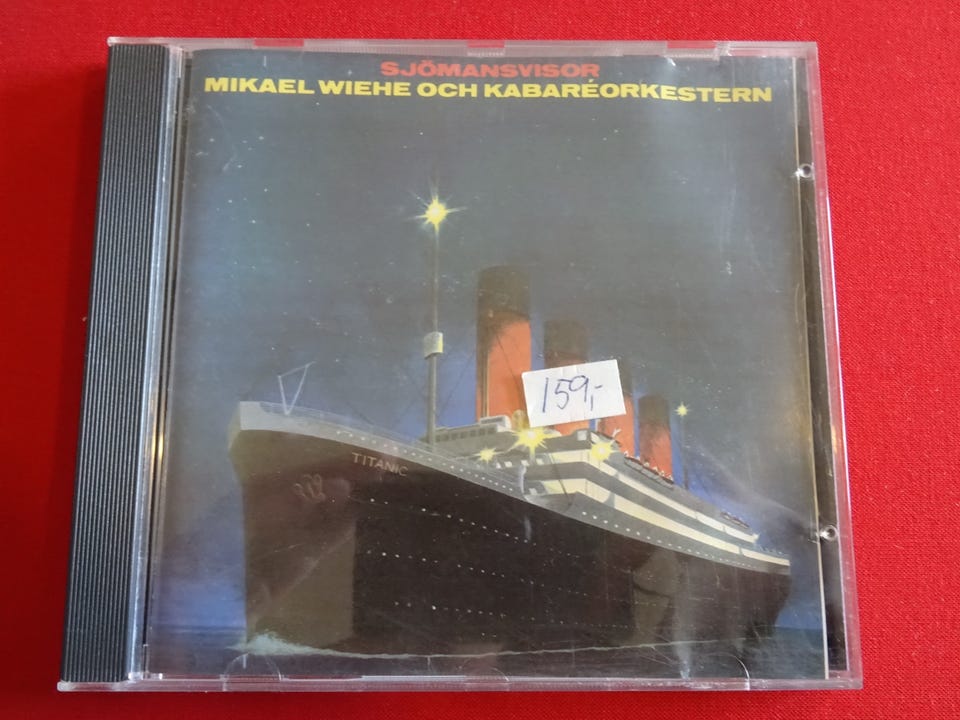 SJÖMANSVISOR
MIKAEL WIEHE OCH KABARÉORKESTERN
159,-
TITANIC